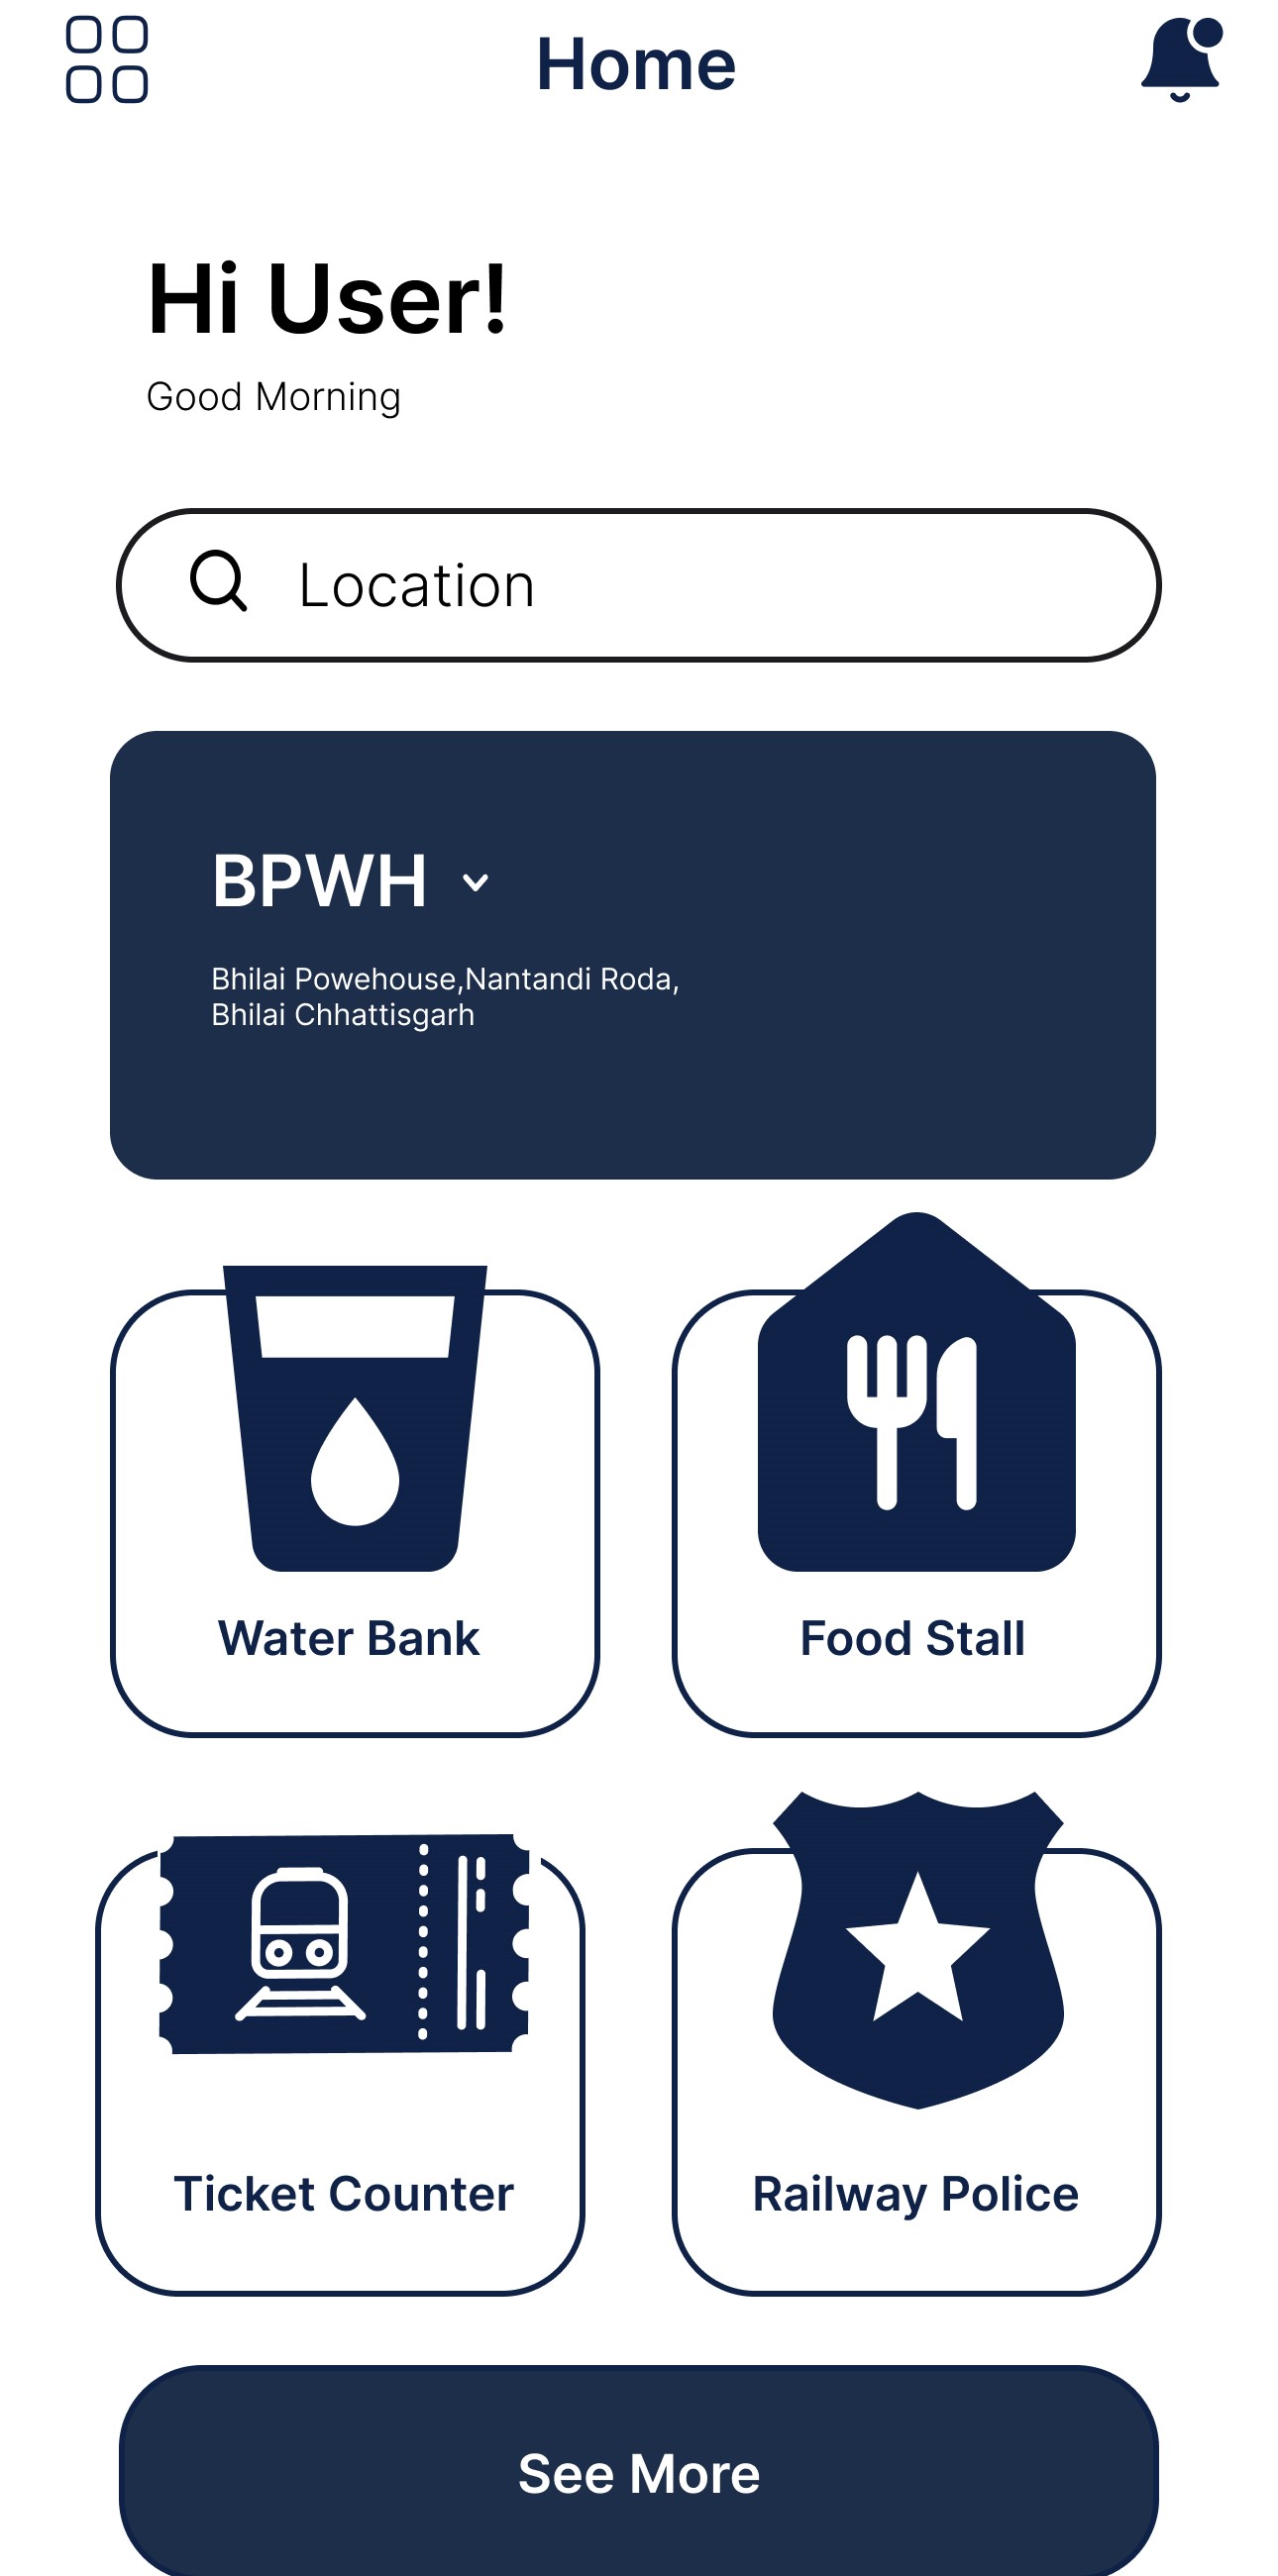 Home
Hi User!
Good Morning
Location
BPWH
Bhilai Powehouse,Nantandi Roda,
Bhilai Chhattisgarh
Water Bank
Food Stall
Ticket Counter
Railway Police
See More